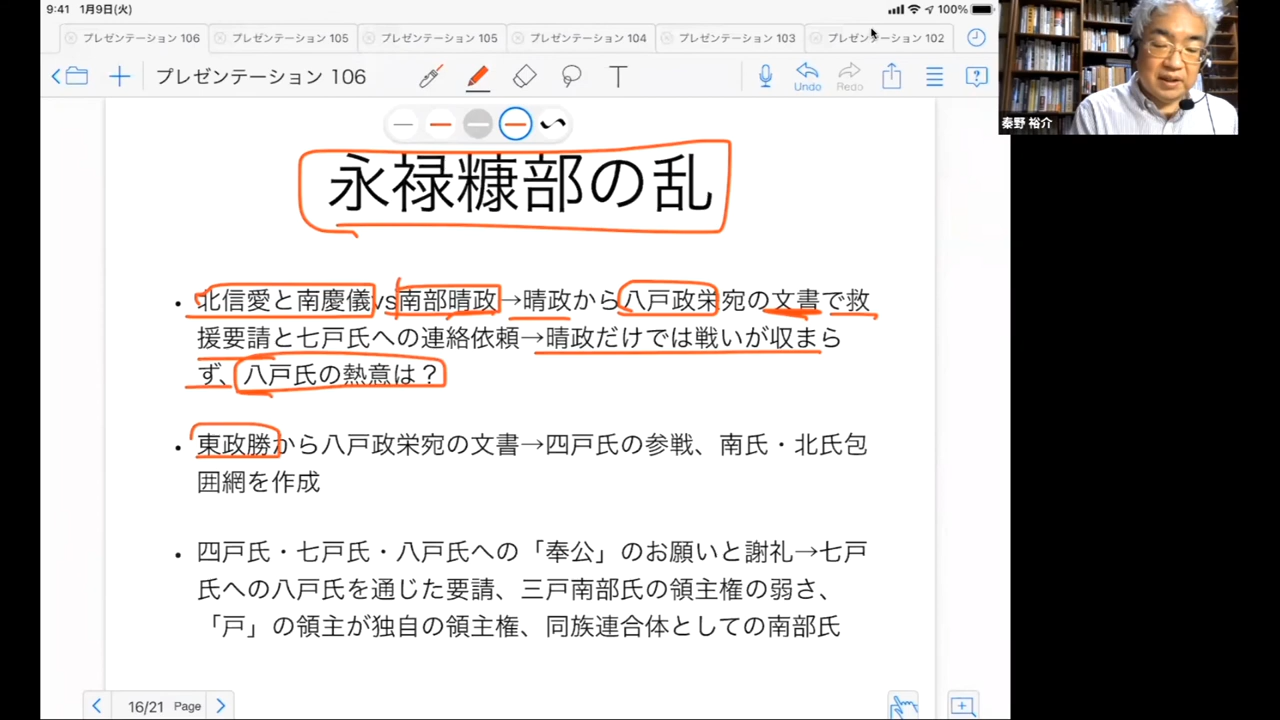 9:41 1月9日(火) 100%
プレゼンテーション 106 プレゼンテーション 105 プレゼンテーション 105 プレゼンテーション 104 プレゼンテーション 103 プレゼンテーション 102
プレゼンテーション 106 T Undo Redo
秦野 裕介
永禄糠部の乱
・北信愛と南慶儀vs南部晴政→晴政から八戸政栄宛の文書で救
援要請と七戸氏への連絡依頼→晴政だけでは戦いが収まら
ず、八戸氏の熱意は？
・東政勝から八戸政栄宛の文書→四戸氏の参戦、南氏・北氏包
囲網を作成
・四戸氏・七戸氏・八戸氏への「奉公」のお願いと謝礼→七戸
氏への八戸氏を通じた要請、三戸南部氏の領主権の弱さ、
「戸」の領主が独自の領主権、同族連合体としての南部氏
16/21 Page